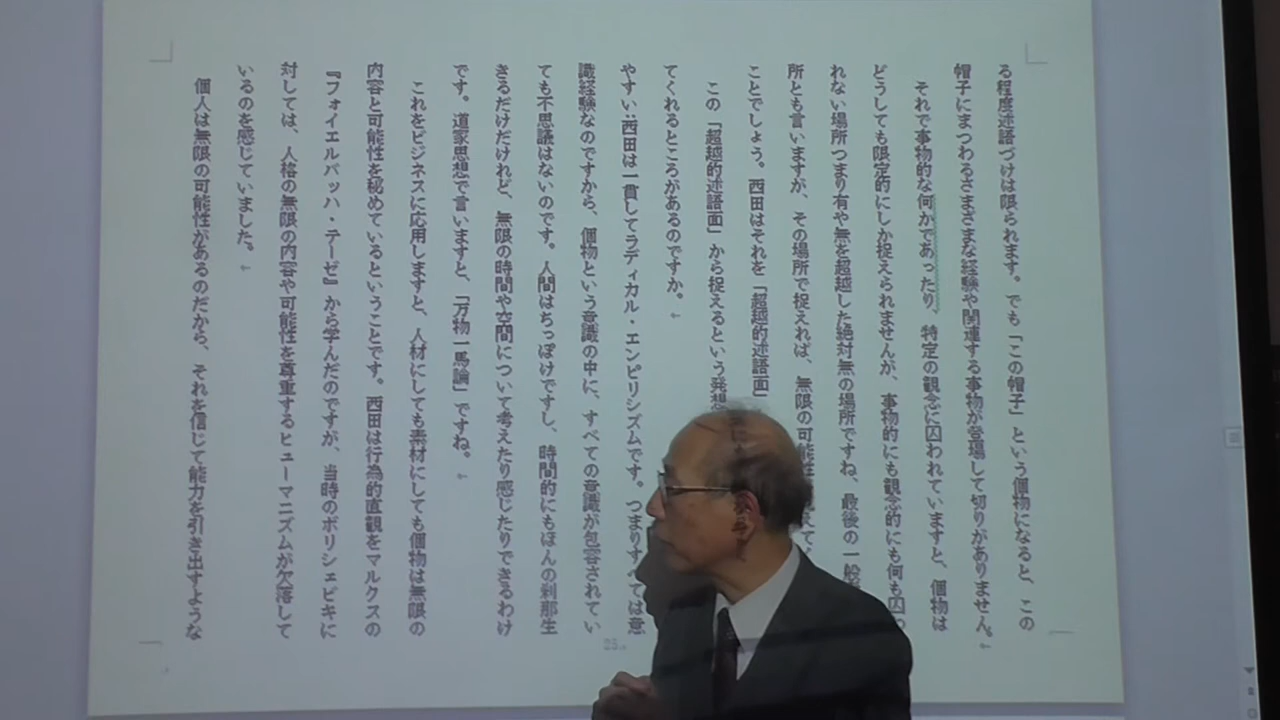 る程度述語づけは限られます。でも「この帽子」という個物になると、この
帽子にまつわるさまざまな経験や関連する事物が登場して切りがありません。
それで事物的な何かであったり、特定の観念に囚われていますと、個物は
どうしても限定的にしか捉えられませんが、事物的にも観念的にも何も囚わ
れない場所つまり有や無を超越した絶対無の場所ですね、最後の一般
所とも言いますが、その場所で捉えれば、無限の可能性
ことでしょう。西田はそれを「超越的述語面」
この「超越的述語面」から捉えるという発想
てくれるところがあるのですか。
やすい：西田は一貫してラディカル・エンピリシズムです。つまりすべては意
識経験なのですから、個物という意識の中に、すべての意識が包容されてい
ても不思議はないのです。人間はちっぽけですし、時間的にもほんの刹那生
きるだけだけれど、無限の時間や空間について考えたり感じたりできるわけ
です。道家思想で言いますと、「万物一馬論」ですね。
これをビジネスに応用しますと、人材にしても素材にしても個物は無限の
内容と可能性を秘めているということです。西田は行為的直観をマルクスの
『フォイエルバッハ・テーゼ』から学んだのですが、当時のボリシェビキに
対しては、人格の無限の内容や可能性を尊重するヒューマニズムが欠落して
いるのを感じていました。
個人は無限の可能性があるのだから、それを信じて能力を引き出すような
25